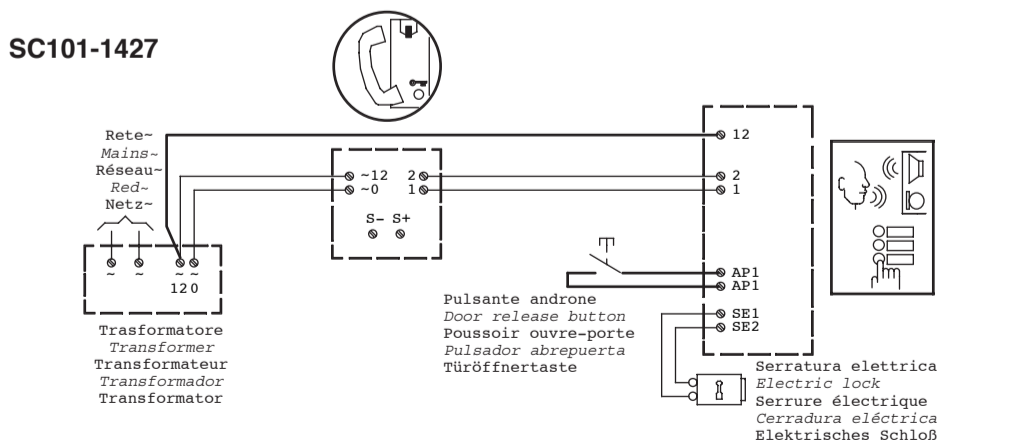 SC101-1427
Rete~
Mains~
Réseau~
Red~
Netz~
~ ~ ~ ~
12 0
Trasformatore
Transformer
Transformateur
Transformador
Transformator
~12 2
~0 1
S- S+
12
2
1
AP1
AP1
SE1
SE2
Pulsante androne
Door release button
Poussoir ouvre-porte
Pulsador abrepuerta
Türöffnertaste
Serratura elettrica
Electric lock
Serrure électrique
Cerradura eléctrica
Elektrisches Schloß